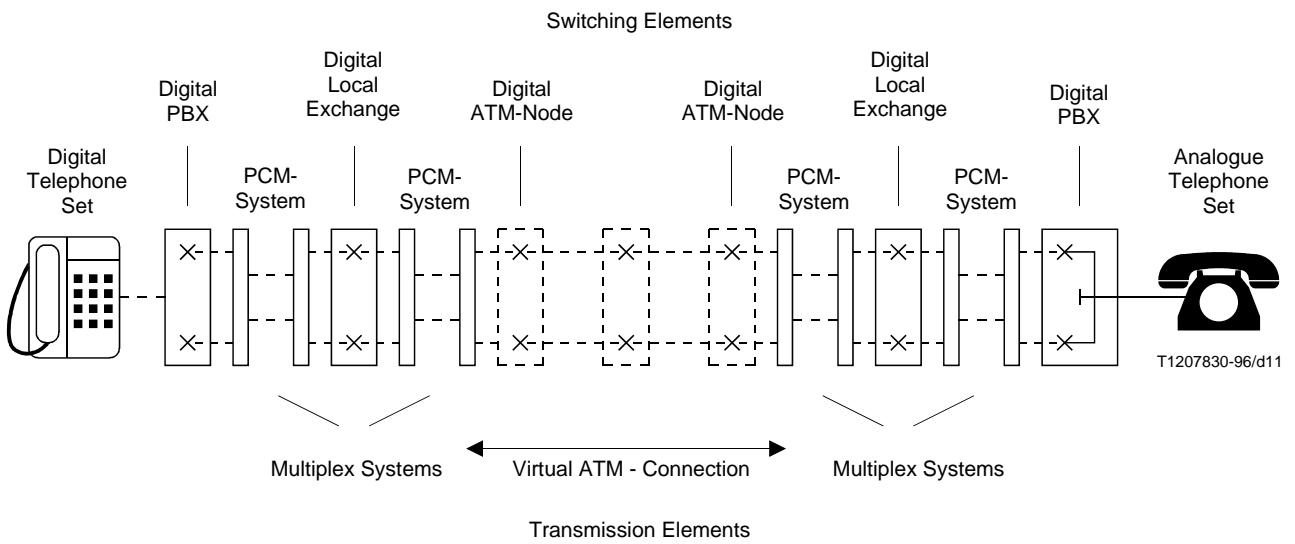 Switching Elements
Digital
PBX
Digital
Local
Exchange
Digital
ATM-Node
Digital
ATM-Node
Digital
Local
Exchange
Digital
PBX
Digital
Telephone
Set
PCM-
System
PCM-
System
PCM-
System
PCM-
System
Analogue
Telephone
Set
T1207830-96/d11
Multiplex Systems
Virtual ATM - Connection
Multiplex Systems
Transmission Elements